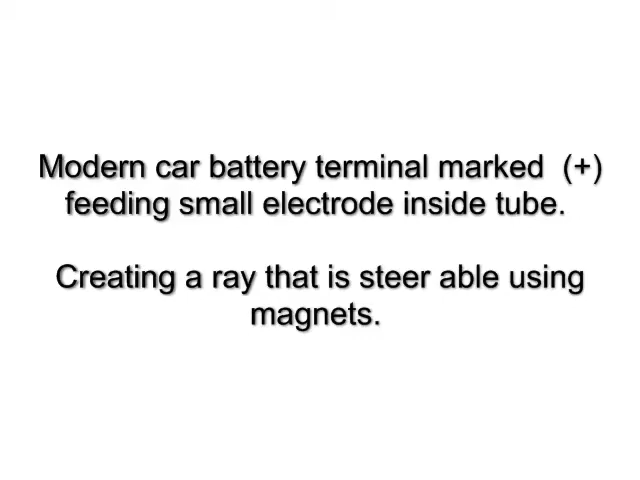 Modern car battery terminal marked  (+)
feeding small electrode inside tube.
Creating a ray that is steer able using
magnets.